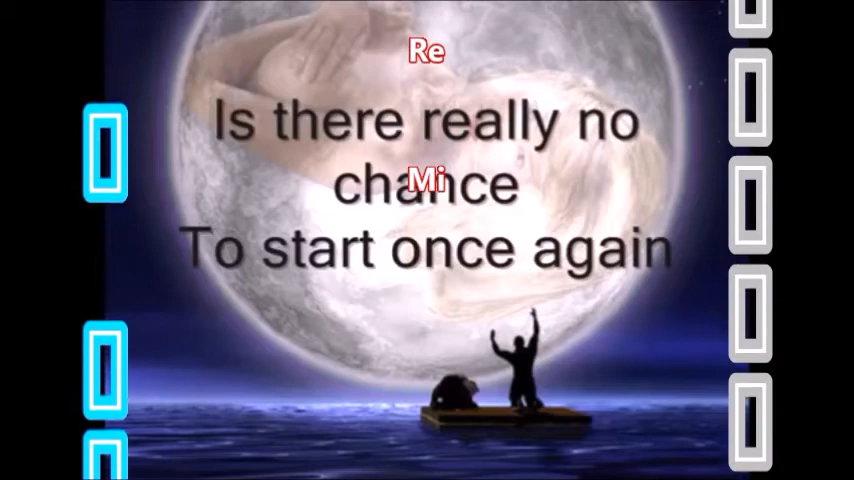 Re
Is there really no
chance
Mi
To start once again